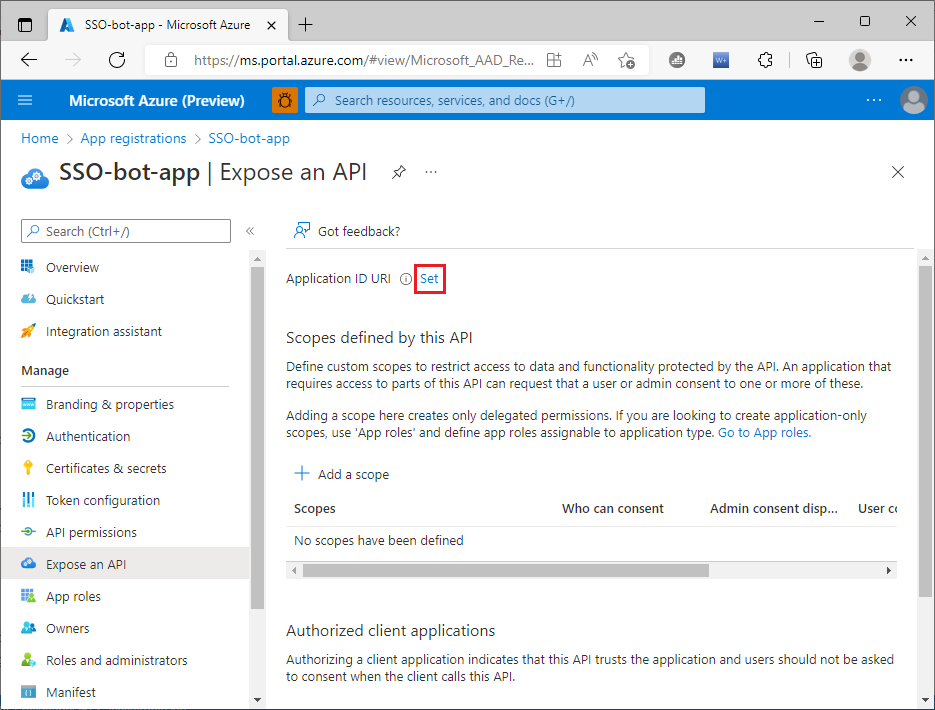 SSO-bot-app - Microsoft Azure
https://ms.portal.azure.com/#view/Microsoft_AAD_Re...
Microsoft Azure (Preview)
Search resources, services, and docs (G+/)
Home > App registrations > SSO-bot-app
SSO-bot-app | Expose an API
Search (Ctrl+/)
Overview
Quickstart
Integration assistant
Manage
Branding & properties
Authentication
Certificates & secrets
Token configuration
API permissions
Expose an API
App roles
Owners
Roles and administrators
Manifest
Got feedback?
Application ID URI Set
Scopes defined by this API
Define custom scopes to restrict access to data and functionality protected by the API. An application that
requires access to parts of this API can request that a user or admin consent to one or more of these.
Adding a scope here creates only delegated permissions. If you are looking to create application-only
scopes, use 'App roles' and define app roles assignable to application type. Go to App roles.
Add a scope
Scopes Who can consent Admin consent disp... User co
No scopes have been defined
Authorized client applications
Authorizing a client application indicates that this API trusts the application and users should not be asked
to consent when the client calls this API.